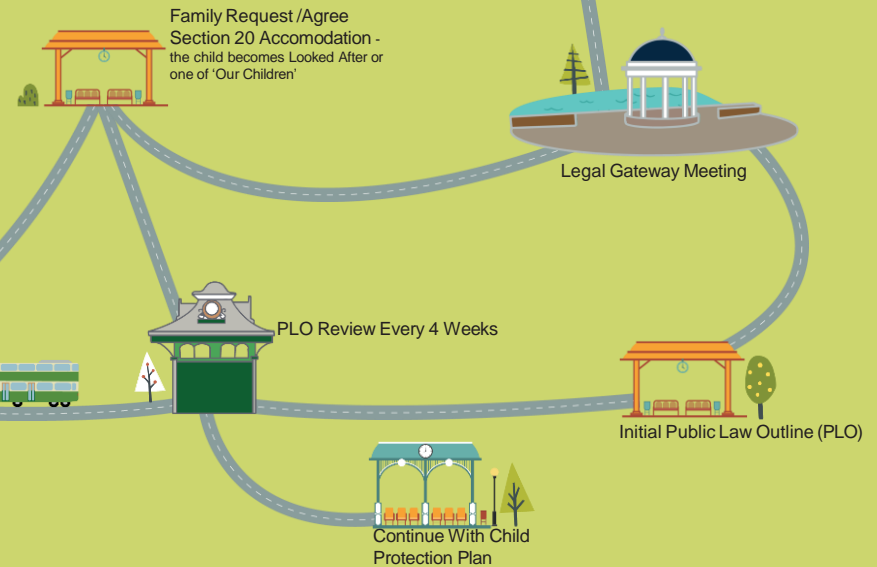 Family Request /Agree
Section 20 Accomodation -
the child becomes Looked After or
one of ‘Our Children’
Legal Gateway Meeting
PLO Review Every 4 Weeks
Initial Public Law Outline (PLO)
Continue With Child
Protection Plan